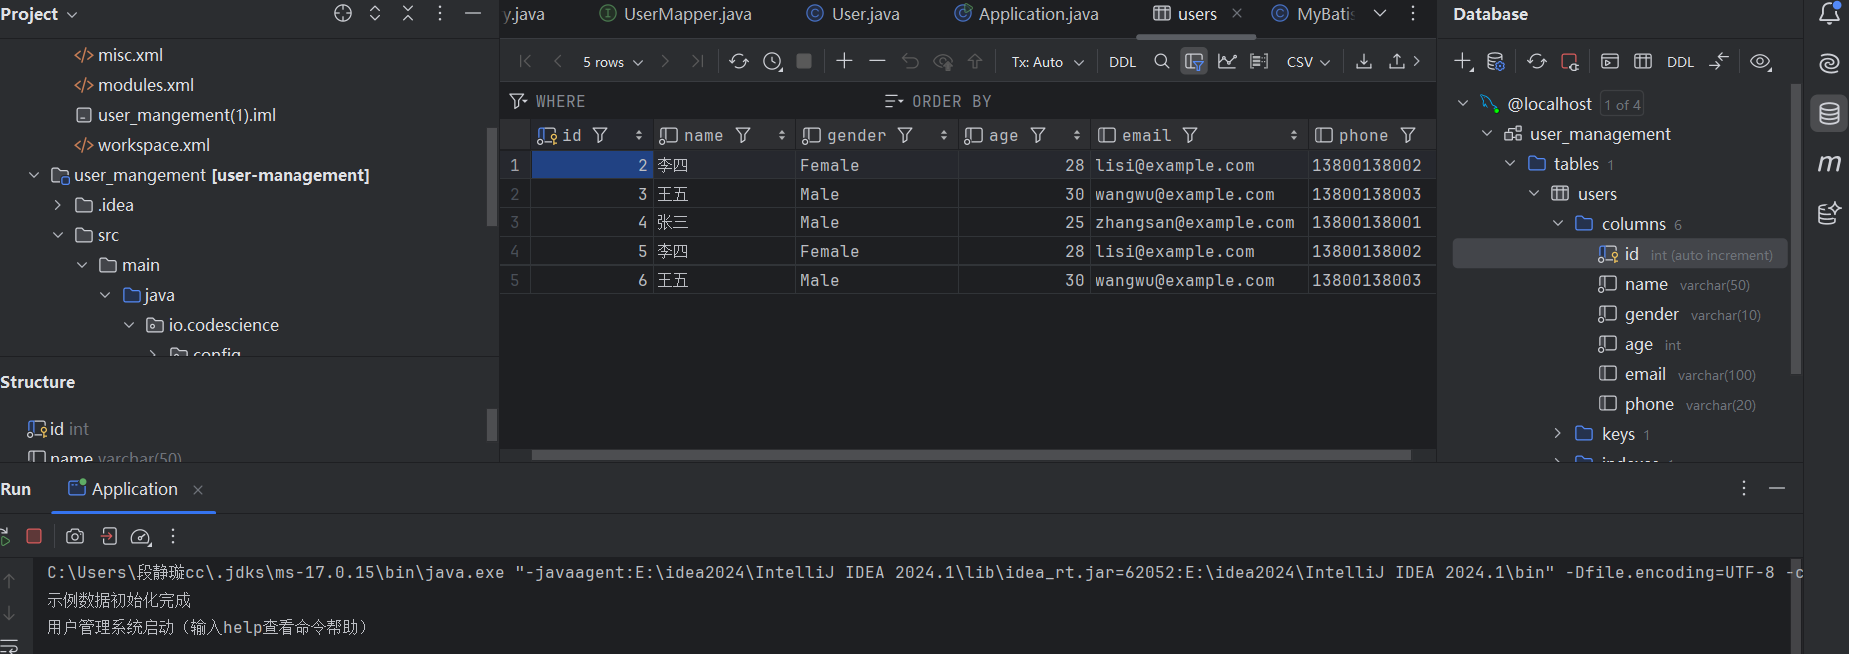 Project
misc.xml
modules.xml
user_mangement(1).iml
workspace.xml
user_mangement [user-management]
.idea
src
main
java
io.codescience
config
Structure
id int
name varchar(50)
y.java UserMapper.java User.java Application.java users MyBatis
5 rows Tx: Auto DDL CSV
WHERE ORDER BY
id name gender age email phone
1 2 李四 Female 28 lisi@example.com 13800138002
2 3 王五 Male 30 wangwu@example.com 13800138003
3 4 张三 Male 25 zhangsan@example.com 13800138001
4 5 李四 Female 28 lisi@example.com 13800138002
5 6 王五 Male 30 wangwu@example.com 13800138003
Database
DDL
@localhost 1 of 4
user_management
tables 1
users
columns 6
id int (auto increment)
name varchar(50)
gender varchar(10)
age int
email varchar(100)
phone varchar(20)
keys 1
Run Application
C:\Users\段静璇cc\.jdks\ms-17.0.15\bin\java.exe "-javaagent:E:\idea2024\IntelliJ IDEA 2024.1\lib\idea_rt.jar=62052:E:\idea2024\IntelliJ IDEA 2024.1\bin" -Dfile.encoding=UTF-8 -c
示例数据初始化完成
用户管理系统启动（输入help查看命令帮助）